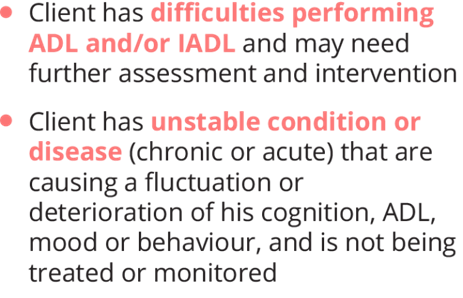 • Client has difficulties performing
ADL and/or IADL and may need
further assessment and intervention
• Client has unstable condition or
disease (chronic or acute) that are
causing a fluctuation or
deterioration of his cognition, ADL,
mood or behaviour, and is not being
treated or monitored